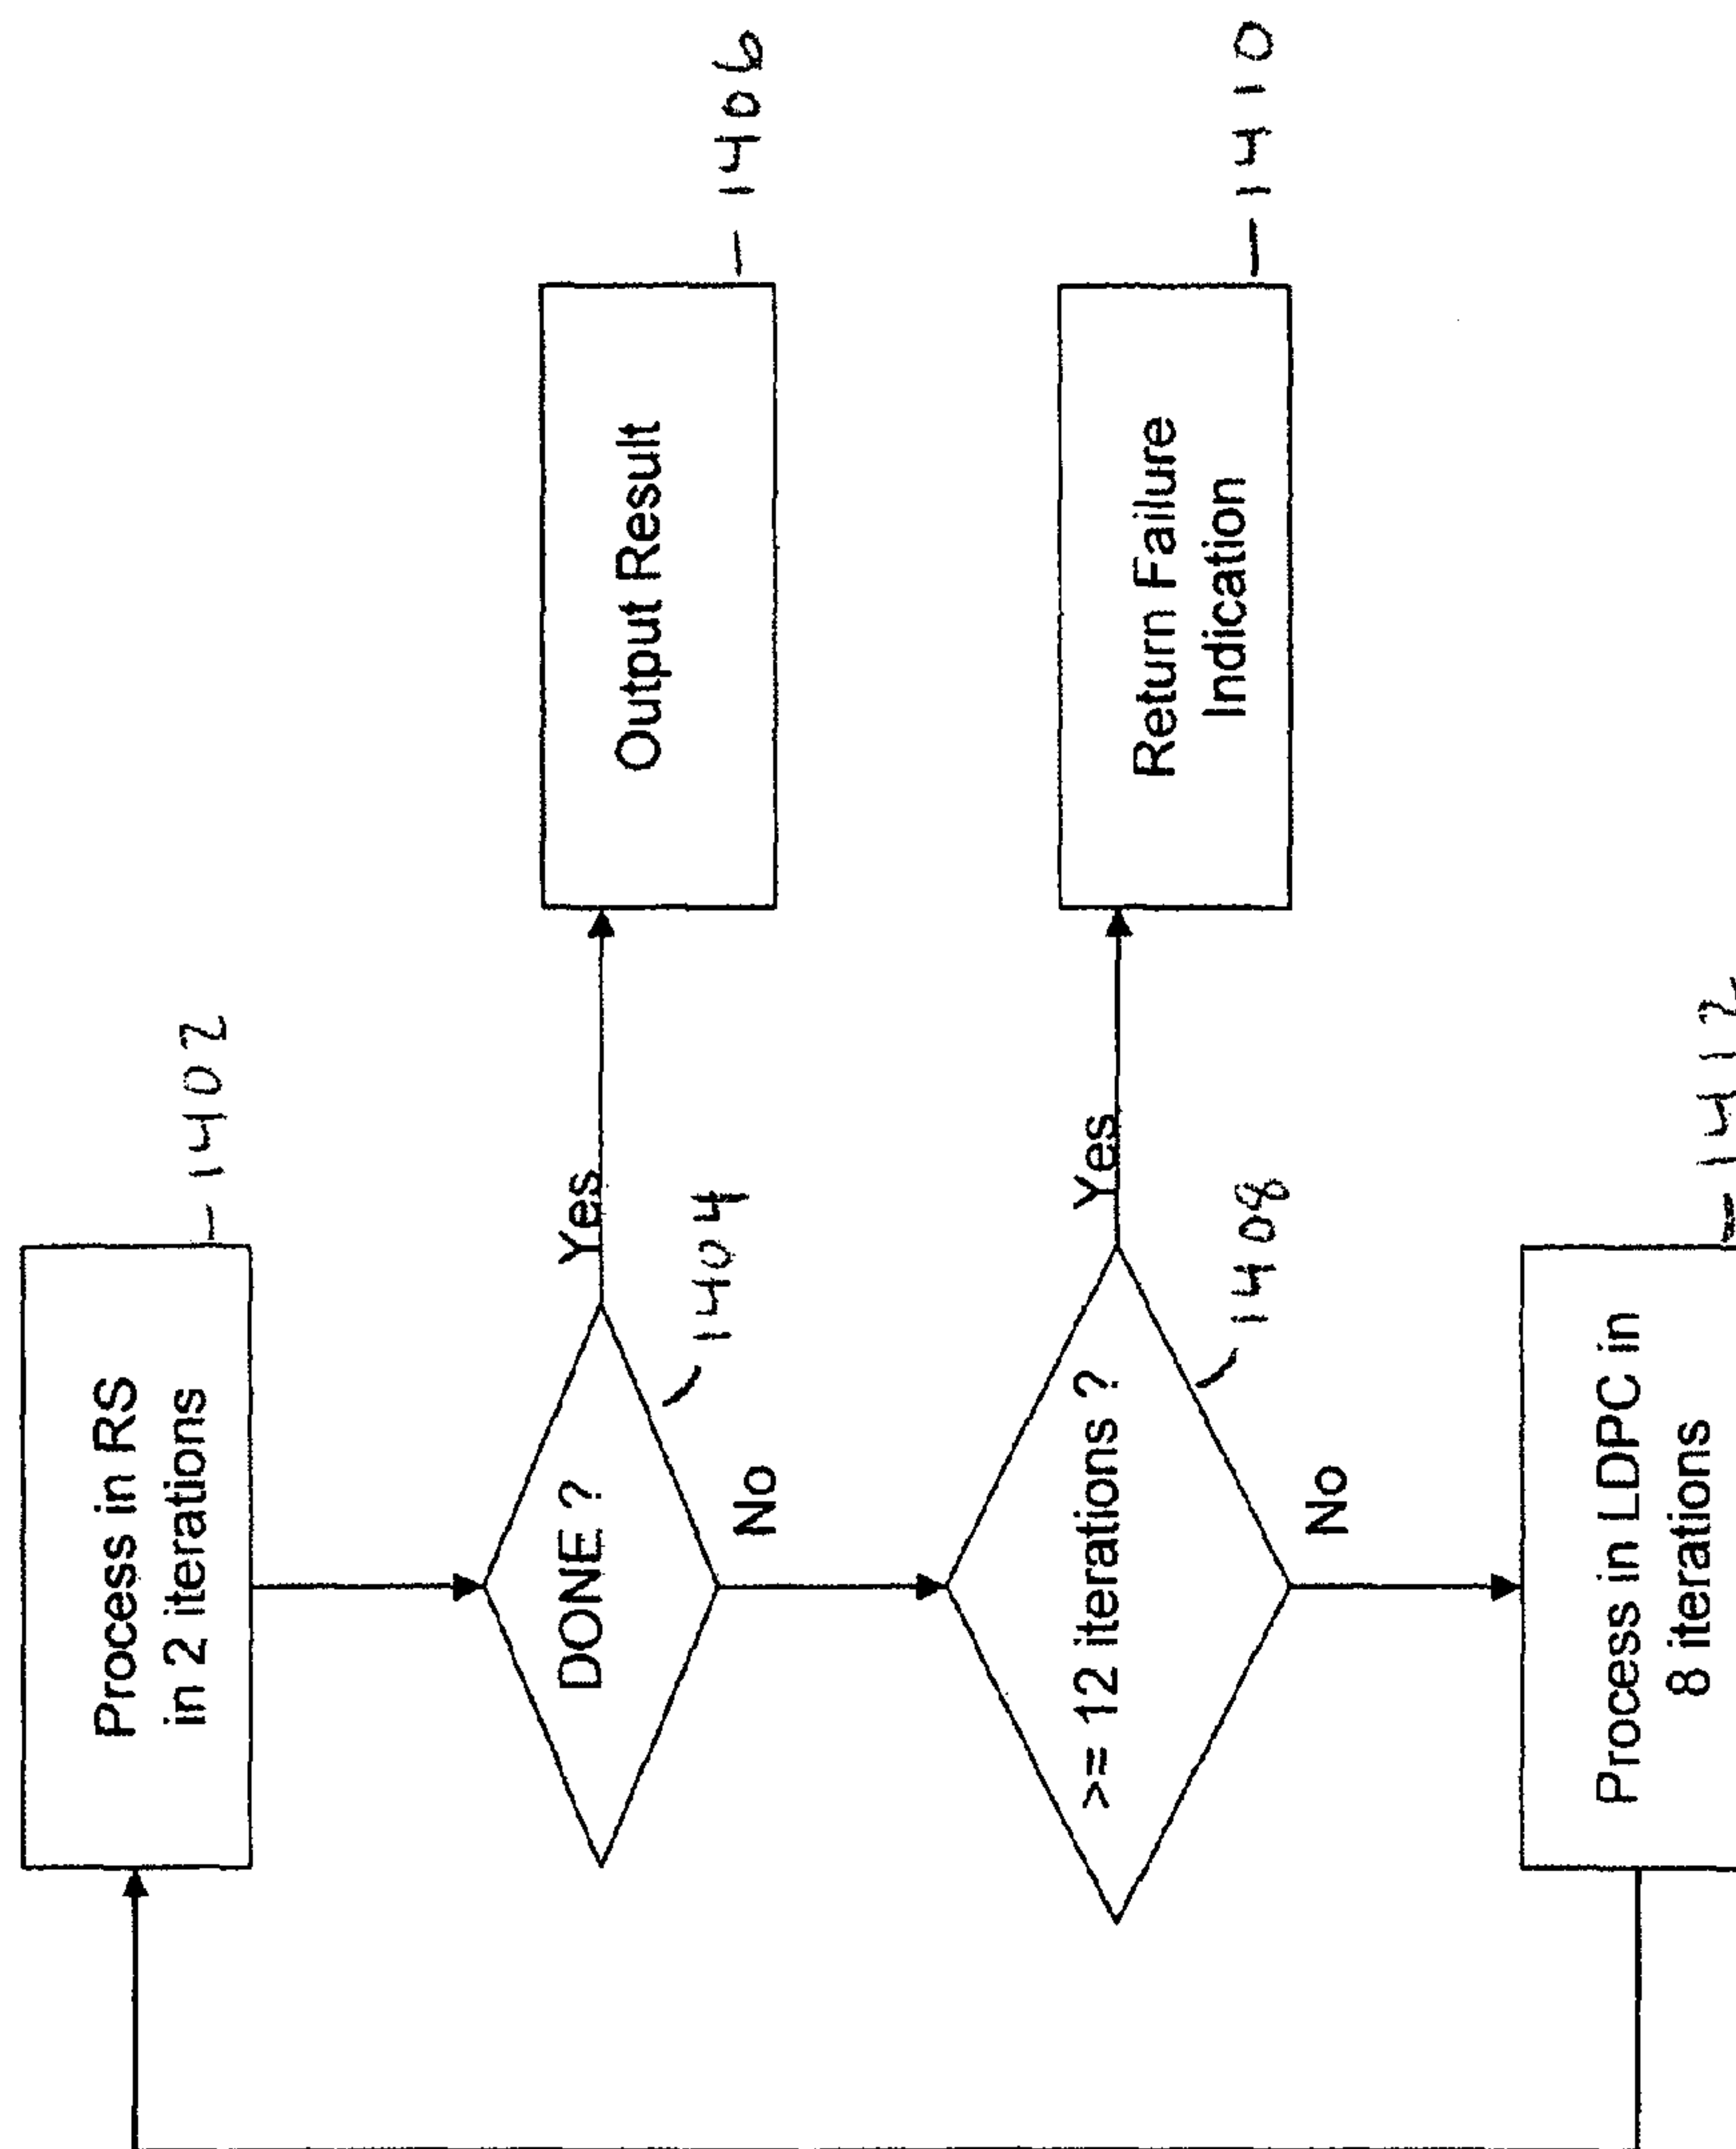 Process in RS
in 2 iterations
1402
DONE ?
1404
Yes
No
Output Result
1406
>= 12 iterations ?
1408
Yes
No
Return Failure
Indication
1410
Process in LDPC in
8 iterations
1412